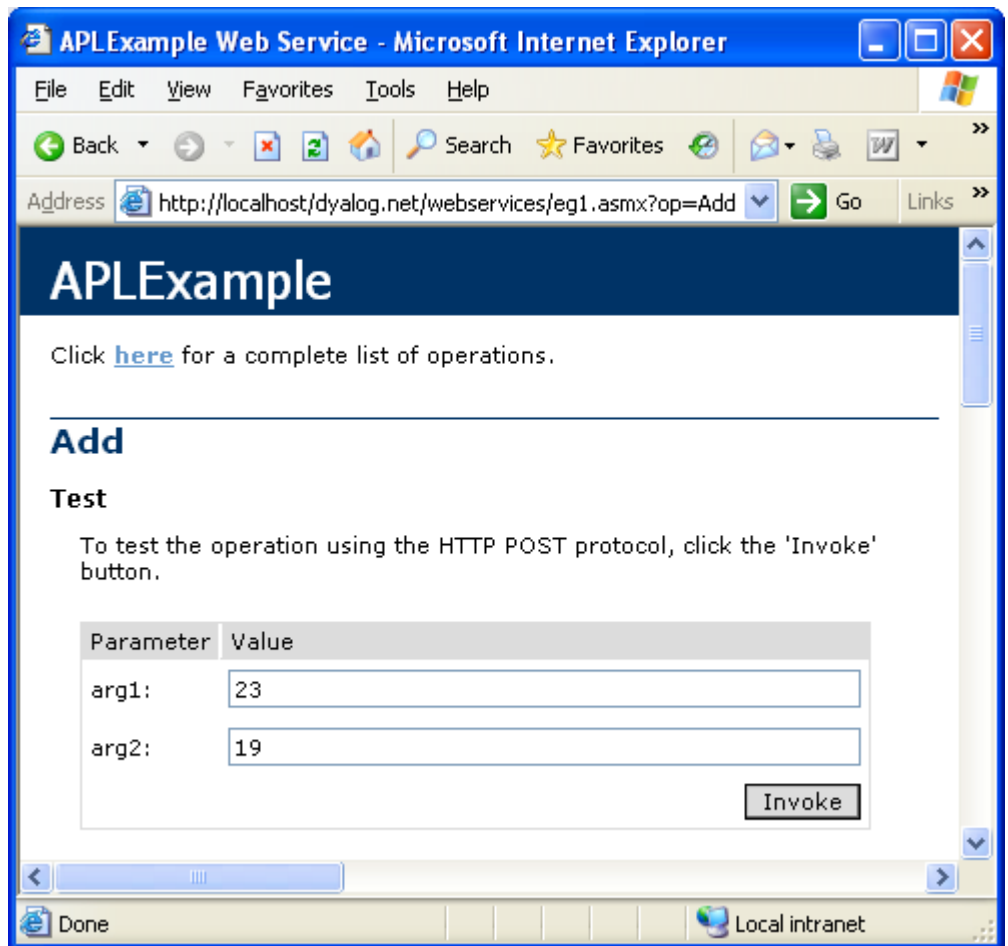 APLExample Web Service - Microsoft Internet Explorer
File Edit View Favorites Tools Help
Back Search Favorites
Address http://localhost/dyalog.net/webservices/eg1.asmx?op=Add Go Links
APLExample
Click here for a complete list of operations.
Add
Test
To test the operation using the HTTP POST protocol, click the 'Invoke'
button.
Parameter Value
arg1: 23
arg2: 19
Invoke
Done Local intranet